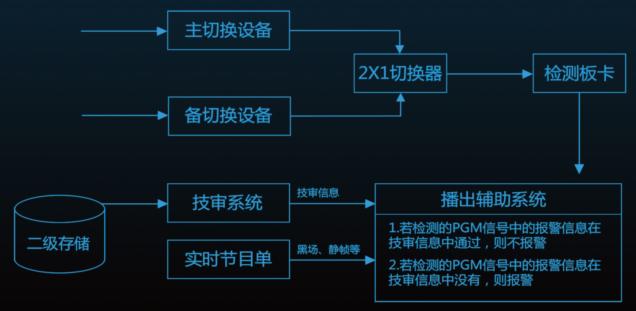 主切换设备
2X1切换器
检测板卡
备切换设备
技审系统
技审信息
播出辅助系统
二级存储
1.若检测的PGM信号中的报警信息在
技审信息中通过，则不报警
实时节目单
黑场、静帧等
2.若检测的PGM信号中的报警信息在
技审信息中没有，则报警